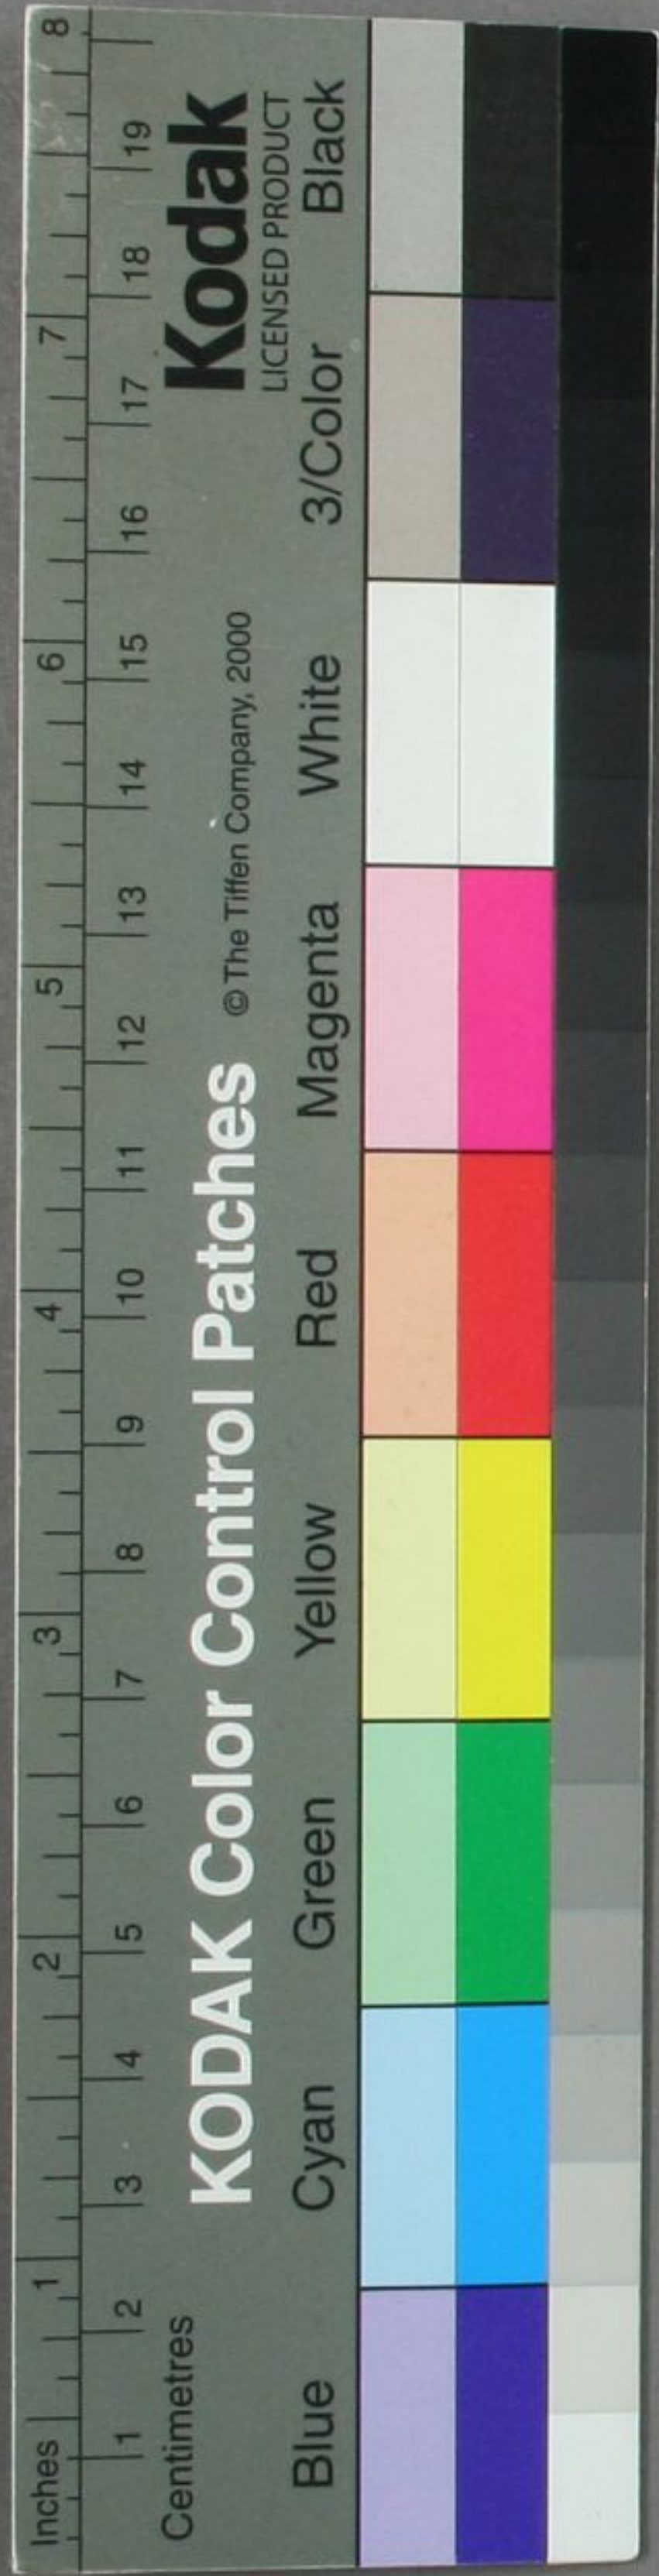 Inches 1 2 3 4 5 6 7 8
1 2 3 4 5 6 7 8 9 10 11 12 13 14 15 16 17 18 19
Centimetres
KODAK Color Control Patches
© The Tiffen Company, 2000
Kodak
LICENSED PRODUCT
Blue Cyan Green Yellow Red Magenta White 3/Color Black